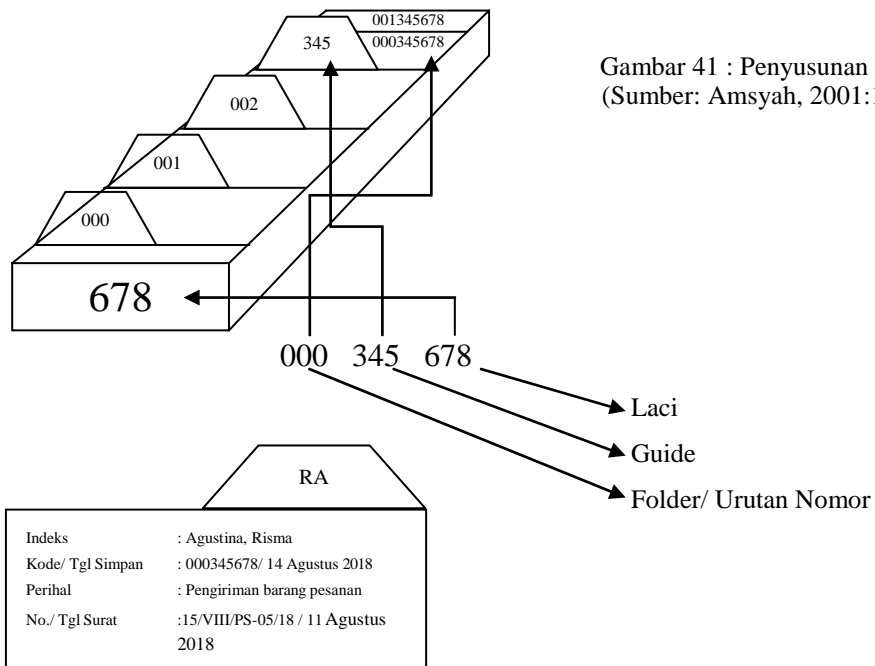 001345678
000345678
345
002
001
000
678
Gambar 41 : Penyusunan
(Sumber: Amsyah, 2001:
000 345 678
Laci
Guide
Folder/ Urutan Nomor
RA
Indeks : Agustina, Risma
Kode/ Tgl Simpan : 000345678/ 14 Agustus 2018
Perihal : Pengiriman barang pesanan
No./ Tgl Surat :15/VIII/PS-05/18 / 11 Agustus
2018